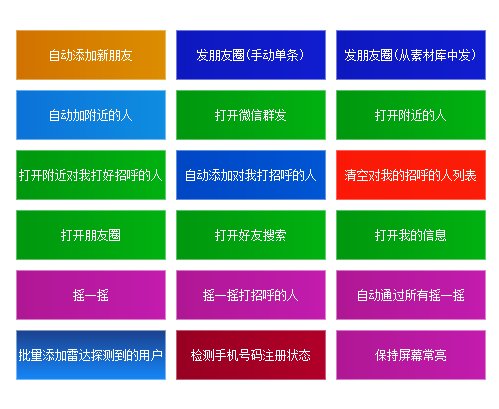 自动添加新朋友
发朋友圈(手动单条)
发朋友圈(从素材库中发)
自动加附近的人
打开微信群发
打开附近的人
打开附近对我打好招呼的人
自动添加对我打招呼的人
清空对我的招呼的人列表
打开朋友圈
打开好友搜索
打开我的信息
摇一摇
摇一摇打招呼的人
自动通过所有摇一摇
批量添加雷达探测到的用户
检测手机号码注册状态
保持屏幕常亮